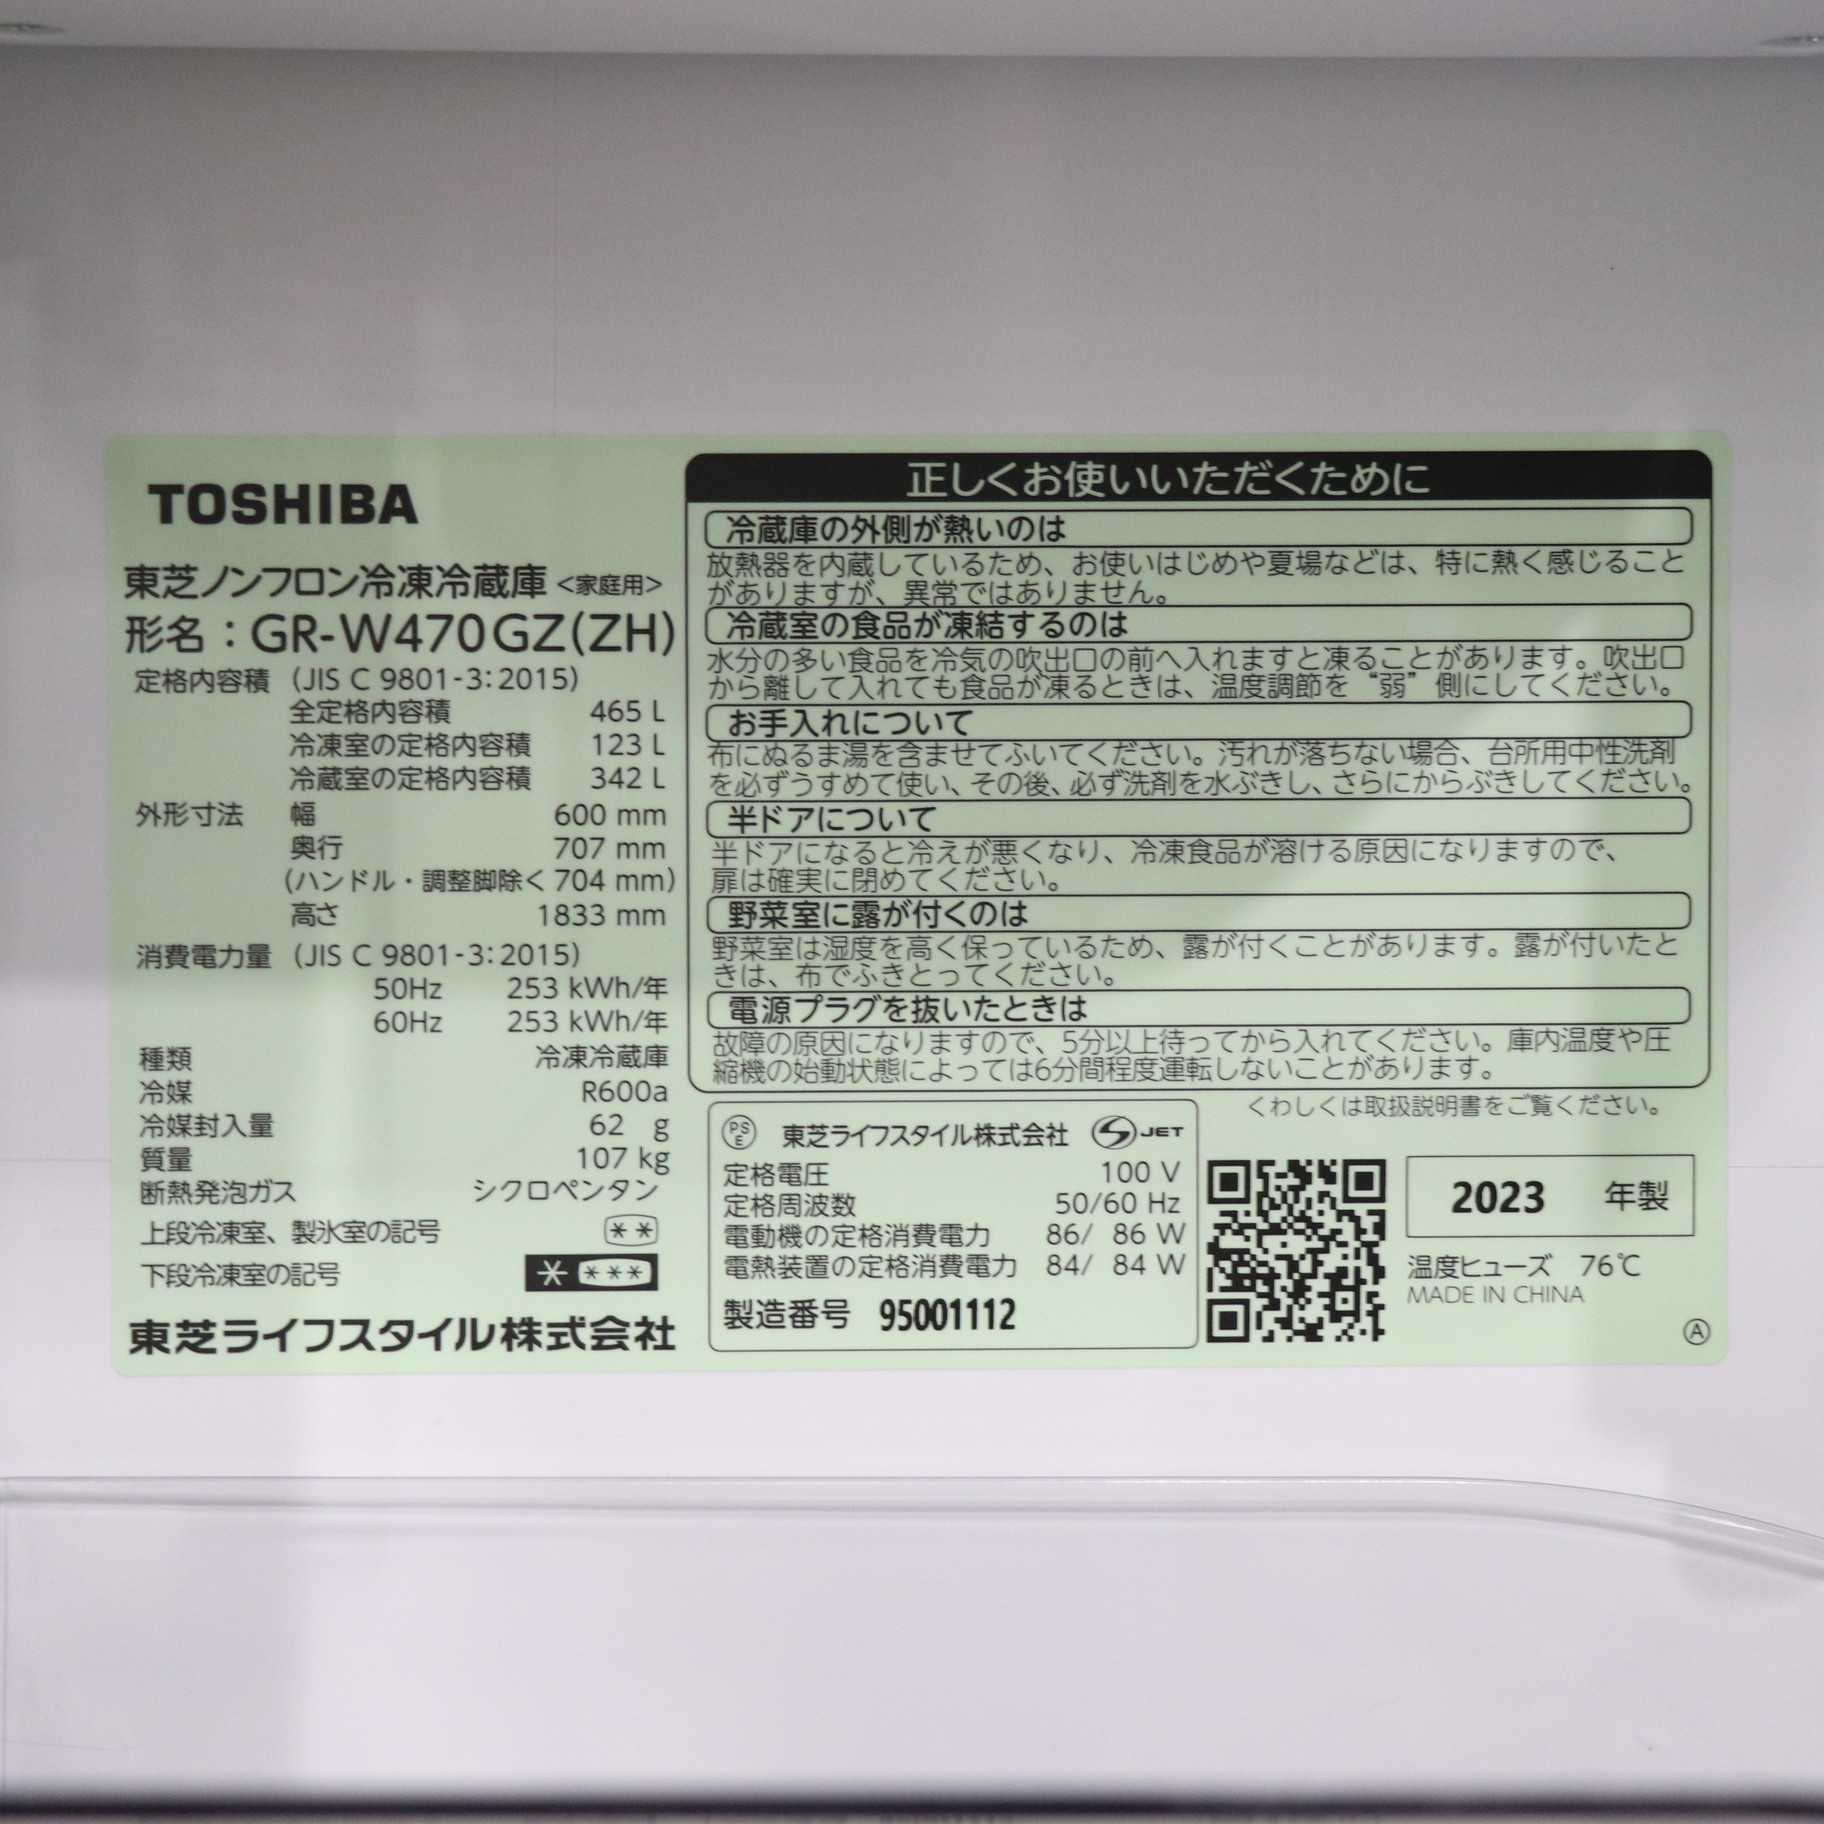 TOSHIBA
東芝ノンフロン冷凍冷蔵庫<家庭用>
形名：GR-W470GZ(ZH)
定格内容積 (JIS C 9801-3:2015)
全定格内容積 465 L
冷凍室の定格内容積 123 L
冷蔵室の定格内容積 342 L
外形寸法 幅 600 mm
奥行 707 mm
(ハンドル・調整脚除く704 mm)
高さ 1833 mm
消費電力量 (JIS C 9801-3:2015)
50Hz 253 kWh/年
60Hz 253 kWh/年
種類 冷凍冷蔵庫
冷媒 R600a
冷媒封入量 62 g
質量 107 kg
断熱発泡ガス シクロペンタン
上段冷凍室、製氷室の記号 **
下段冷凍室の記号 * ***
東芝ライフスタイル株式会社
正しくお使いいただくために
冷蔵庫の外側が熱いのは
放熱器を内蔵しているため、お使いはじめや夏場などは、特に熱く感じること
がありますが、異常ではありません。
冷蔵室の食品が凍結するのは
水分の多い食品を冷気の吹出口の前へ入れますと凍ることがあります。吹出口
から離して入れても食品が凍るときは、温度調節を“弱”側にしてください。
お手入れについて
布にぬるま湯を含ませてふいてください。汚れが落ちない場合、台所用中性洗剤
を必ずうすめて使い、その後、必ず洗剤を水ぶきし、さらにからぶきしてください。
半ドアについて
半ドアになると冷えが悪くなり、冷凍食品が溶ける原因になりますので、
扉は確実に閉めてください。
野菜室に露が付くのは
野菜室は湿度を高く保っているため、露が付くことがあります。露が付いたと
きは、布でふきとってください。
電源プラグを抜いたときは
故障の原因になりますので、5分以上待ってから入れてください。庫内温度や圧
縮機の始動状態によっては6分間程度運転しないことがあります。
くわしくは取扱説明書をご覧ください。
PSE 東芝ライフスタイル株式会社 S JET
定格電圧 100 V
定格周波数 50/60 Hz
電動機の定格消費電力 86/ 86 W
電熱装置の定格消費電力 84/ 84 W
製造番号 95001112
2023 年製
温度ヒューズ 76℃
MADE IN CHINA
Ⓐ